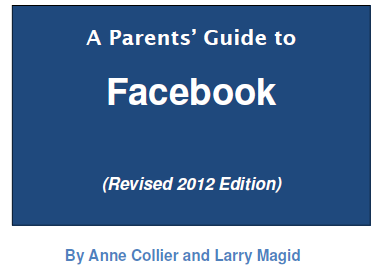 A Parents’ Guide to
Facebook
(Revised 2012 Edition)
By Anne Collier and Larry Magid